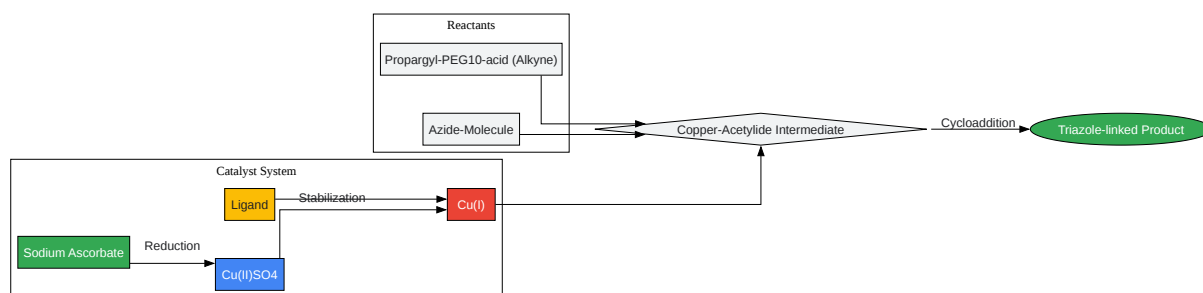 Reactants
Propargyl-PEG10-acid (Alkyne)
Azide-Molecule
Copper-Acetylide Intermediate
Cycloaddition
Triazole-linked Product
Catalyst System
Ligand
Stabilization
Cu(I)
Sodium Ascorbate
Reduction
Cu(II)SO4